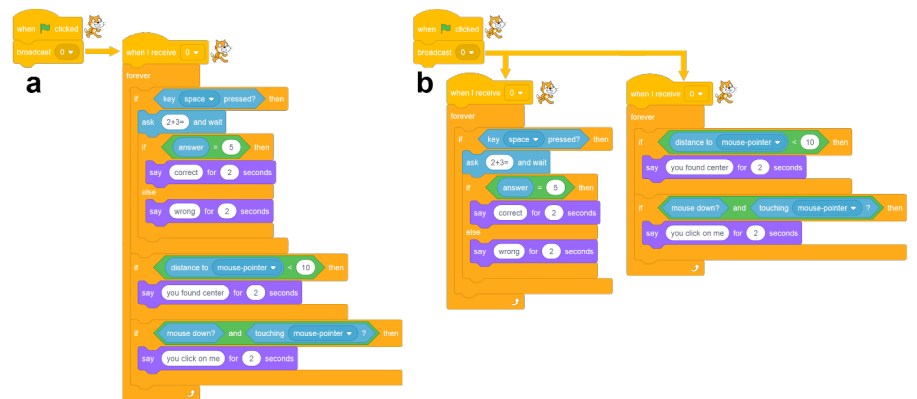 when clicked
broadcast 0
a
when I receive 0
forever
if key space pressed? then
ask 2+3= and wait
if answer = 5 then
say correct for 2 seconds
else
say wrong for 2 seconds
if distance to mouse-pointer < 10 then
say you found center for 2 seconds
if mouse down? and touching mouse-pointer ? then
say you click on me for 2 seconds
when clicked
broadcast 0
b
when I receive 0
forever
if key space pressed? then
ask 2+3= and wait
if answer = 5 then
say correct for 2 seconds
else
say wrong for 2 seconds
when I receive 0
forever
if distance to mouse-pointer < 10 then
say you found center for 2 seconds
if mouse down? and touching mouse-pointer ? then
say you click on me for 2 seconds